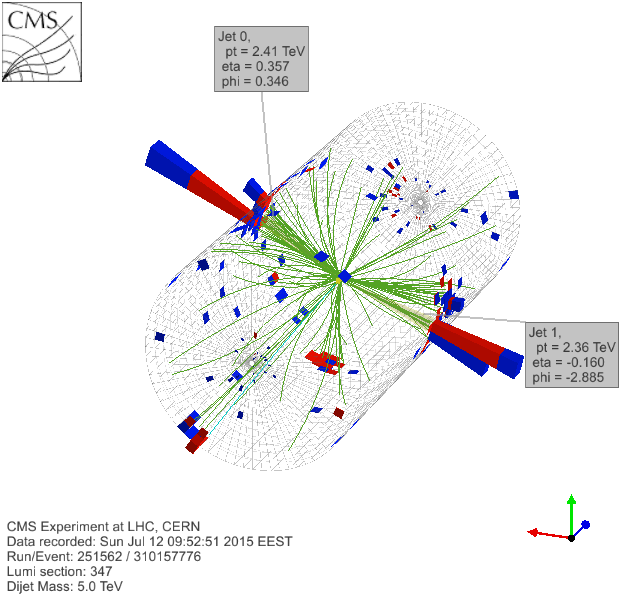 CMS
Jet 0,
pt = 2.41 TeV
eta = 0.357
phi = 0.346
Jet 1,
pt = 2.36 TeV
eta = -0.160
phi = -2.885
CMS Experiment at LHC, CERN
Data recorded: Sun Jul 12 09:52:51 2015 EEST
Run/Event: 251562 / 310157776
Lumi section: 347
Dijet Mass: 5.0 TeV